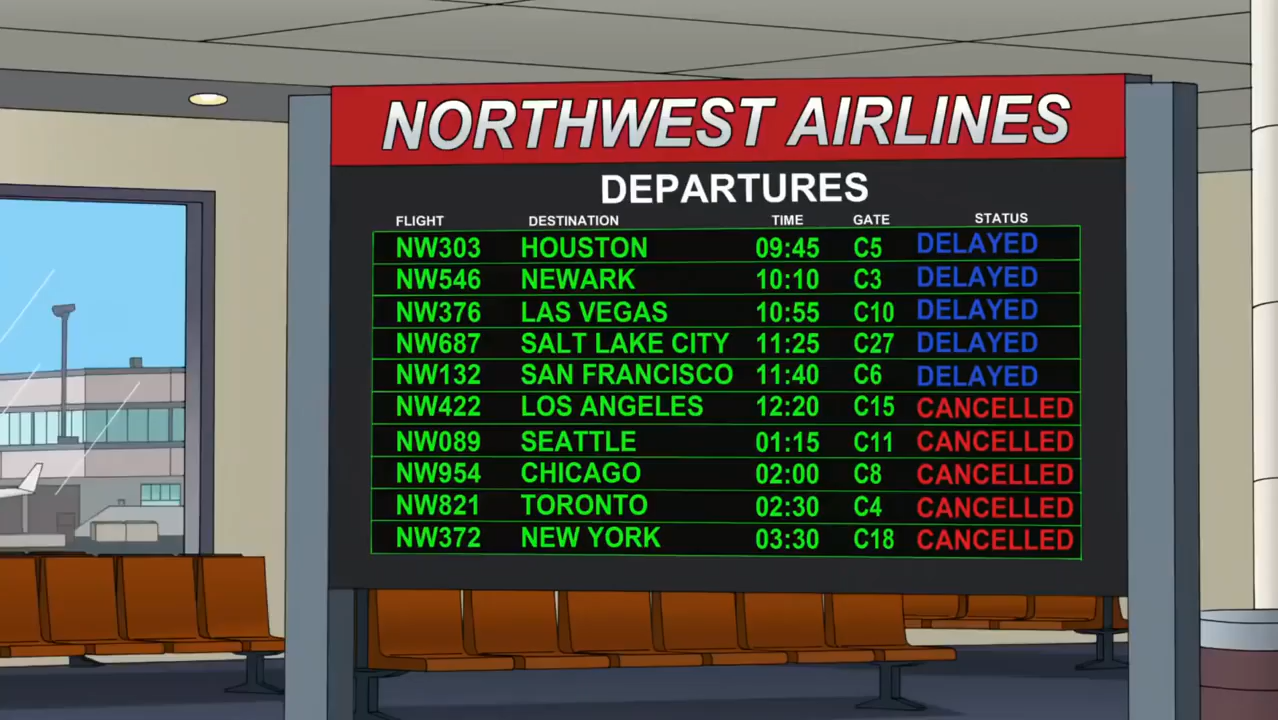 NORTHWEST AIRLINES
DEPARTURES
FLIGHT DESTINATION TIME GATE STATUS
NW303 HOUSTON 09:45 C5 DELAYED
NW546 NEWARK 10:10 C3 DELAYED
NW376 LAS VEGAS 10:55 C10 DELAYED
NW687 SALT LAKE CITY 11:25 C27 DELAYED
NW132 SAN FRANCISCO 11:40 C6 DELAYED
NW422 LOS ANGELES 12:20 C15 CANCELLED
NW089 SEATTLE 01:15 C11 CANCELLED
NW954 CHICAGO 02:00 C8 CANCELLED
NW821 TORONTO 02:30 C4 CANCELLED
NW372 NEW YORK 03:30 C18 CANCELLED